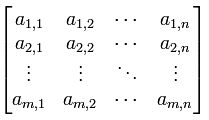 a1,1 a1,2 ⋯ a1,n
a2,1 a2,2 ⋯ a2,n
⋮ ⋮ ⋱ ⋮
am,1 am,2 ⋯ am,n